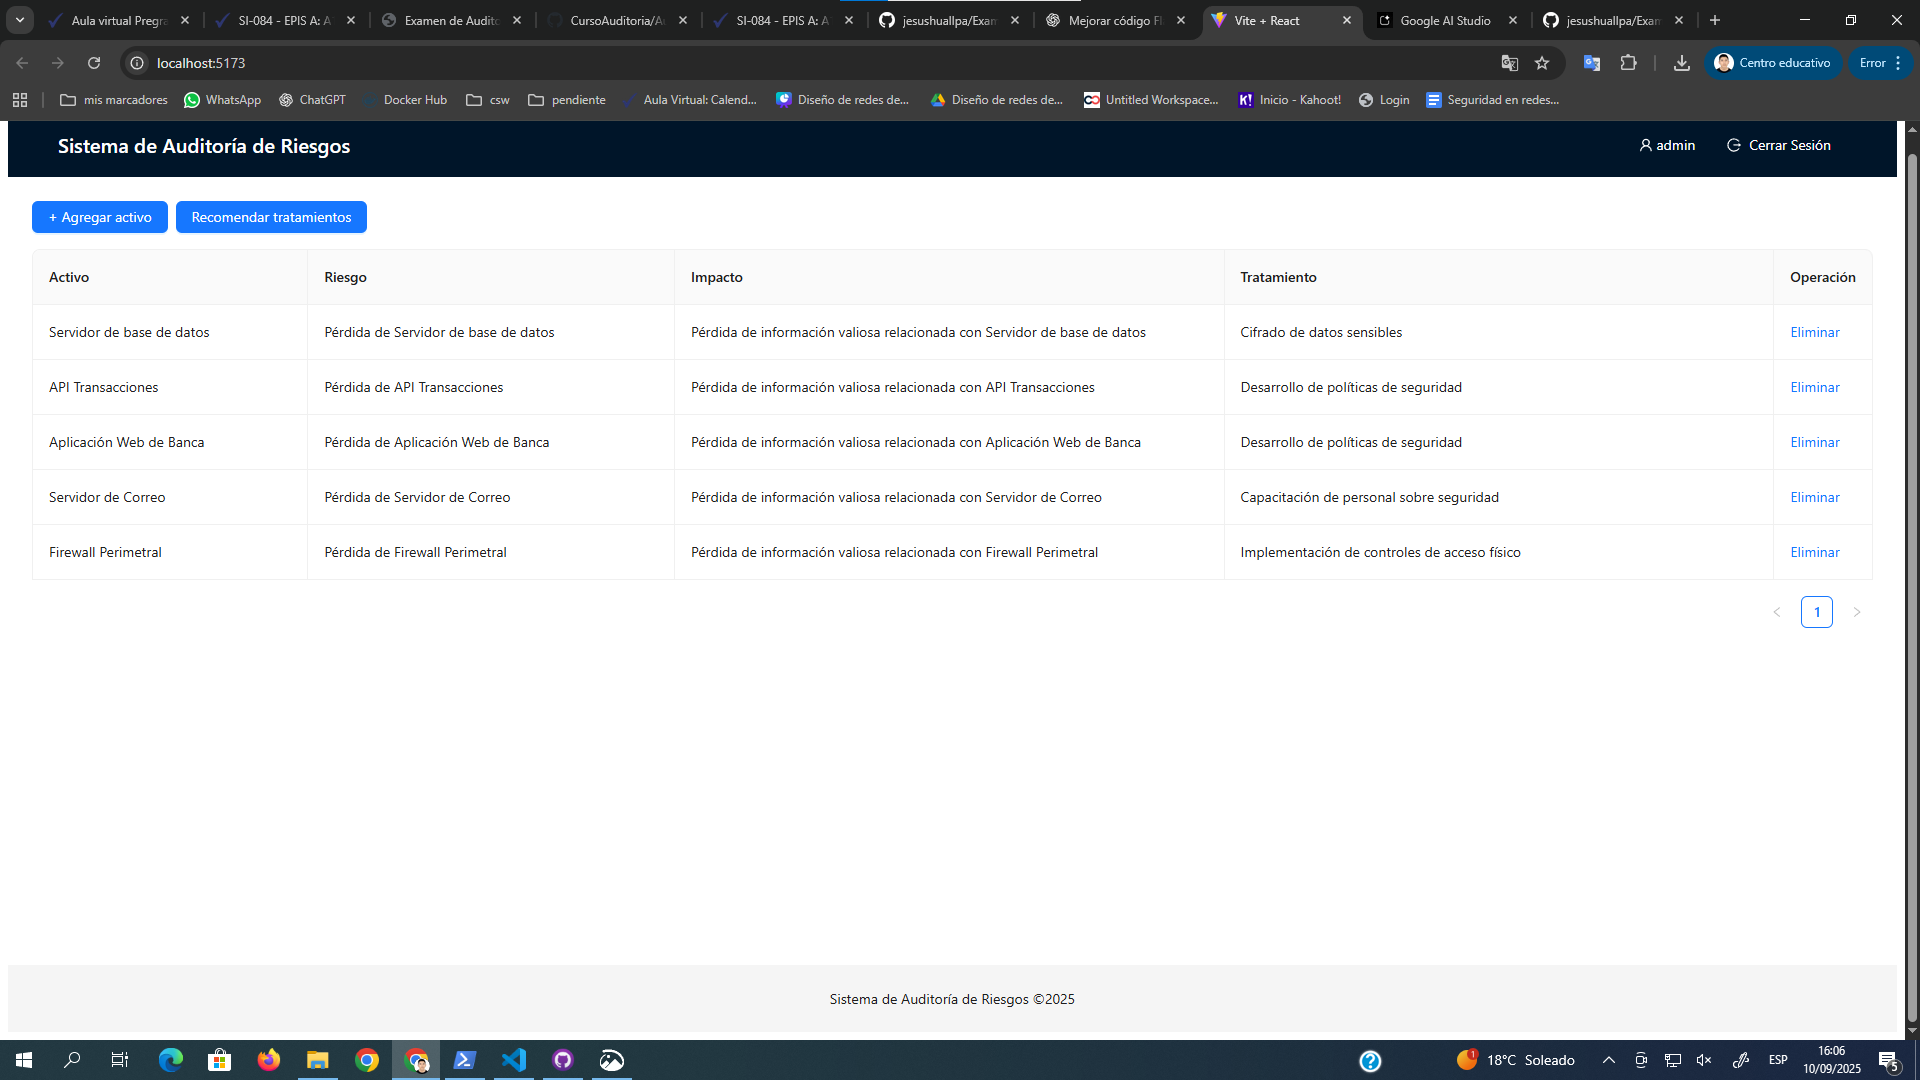 Aula virtual Pregra
SI-084 - EPIS A: A
Examen de Audito
CursoAuditoria/Au
SI-084 - EPIS A: A
jesushuallpa/Exam
Mejorar código Fl
Vite + React
Google AI Studio
jesushuallpa/Exam
localhost:5173
Centro educativo
Error
mis marcadores
WhatsApp
ChatGPT
Docker Hub
csw
pendiente
Aula Virtual: Calend...
Diseño de redes de...
Diseño de redes de...
Untitled Workspace...
Inicio - Kahoot!
Login
Seguridad en redes...
Sistema de Auditoría de Riesgos
admin
Cerrar Sesión
+ Agregar activo
Recomendar tratamientos
Activo Riesgo Impacto Tratamiento Operación
Servidor de base de datos Pérdida de Servidor de base de datos Pérdida de información valiosa relacionada con Servidor de base de datos Cifrado de datos sensibles Eliminar
API Transacciones Pérdida de API Transacciones Pérdida de información valiosa relacionada con API Transacciones Desarrollo de políticas de seguridad Eliminar
Aplicación Web de Banca Pérdida de Aplicación Web de Banca Pérdida de información valiosa relacionada con Aplicación Web de Banca Desarrollo de políticas de seguridad Eliminar
Servidor de Correo Pérdida de Servidor de Correo Pérdida de información valiosa relacionada con Servidor de Correo Capacitación de personal sobre seguridad Eliminar
Firewall Perimetral Pérdida de Firewall Perimetral Pérdida de información valiosa relacionada con Firewall Perimetral Implementación de controles de acceso físico Eliminar
1
Sistema de Auditoría de Riesgos ©2025
1
18°C Soleado
ESP
16:06
10/09/2025
5